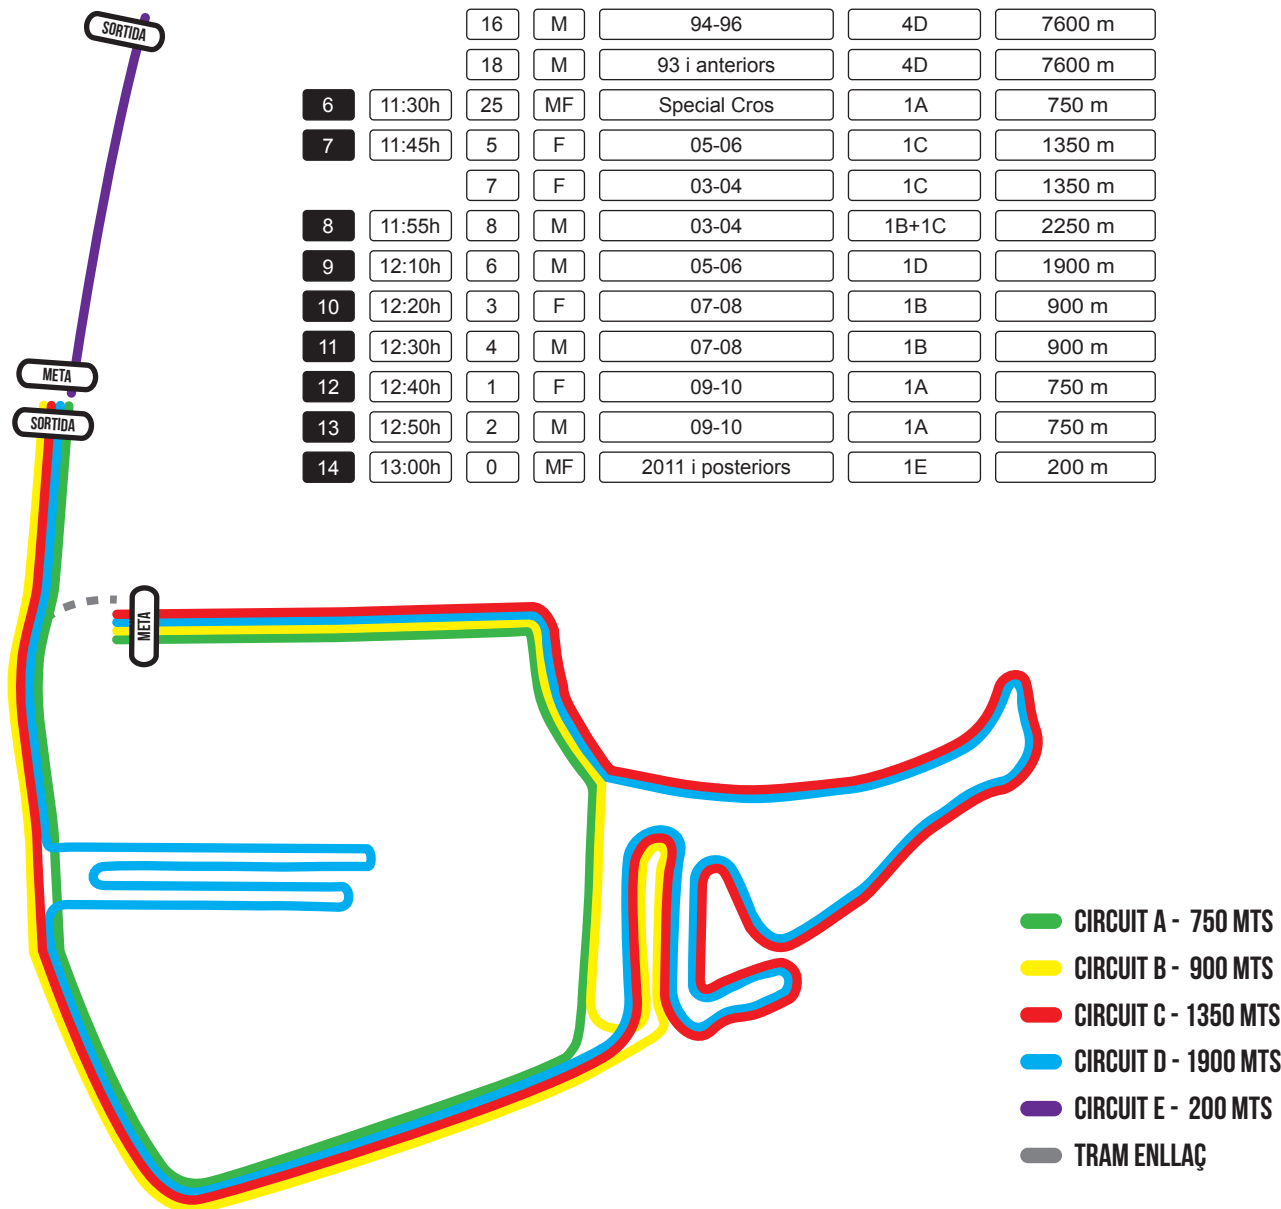 SORTIDA
16 M 94-96 4D 7600 m
18 M 93 i anteriors 4D 7600 m
6 11:30h 25 MF Special Cros 1A 750 m
7 11:45h 5 F 05-06 1C 1350 m
7 F 03-04 1C 1350 m
8 11:55h 8 M 03-04 1B+1C 2250 m
9 12:10h 6 M 05-06 1D 1900 m
10 12:20h 3 F 07-08 1B 900 m
11 12:30h 4 M 07-08 1B 900 m
META
12 12:40h 1 F 09-10 1A 750 m
SORTIDA
13 12:50h 2 M 09-10 1A 750 m
14 13:00h 0 MF 2011 i posteriors 1E 200 m
META
CIRCUIT A - 750 MTS
CIRCUIT B - 900 MTS
CIRCUIT C - 1350 MTS
CIRCUIT D - 1900 MTS
CIRCUIT E - 200 MTS
TRAM ENLLAÇ